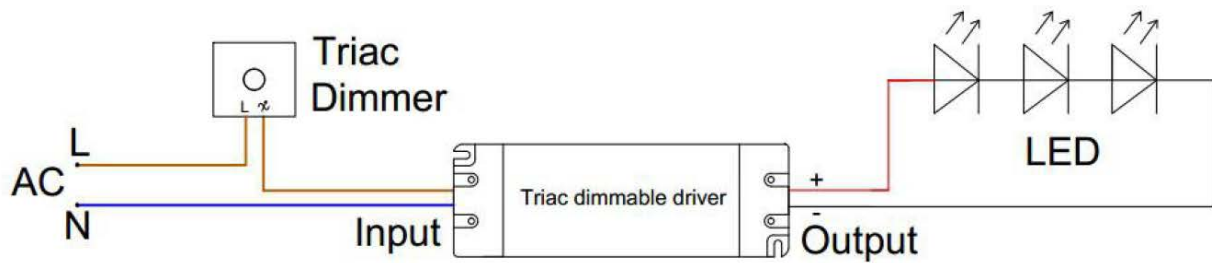 Triac
Dimmer
L
L
AC
N
Input
Triac dimmable driver
+
-
Output
LED